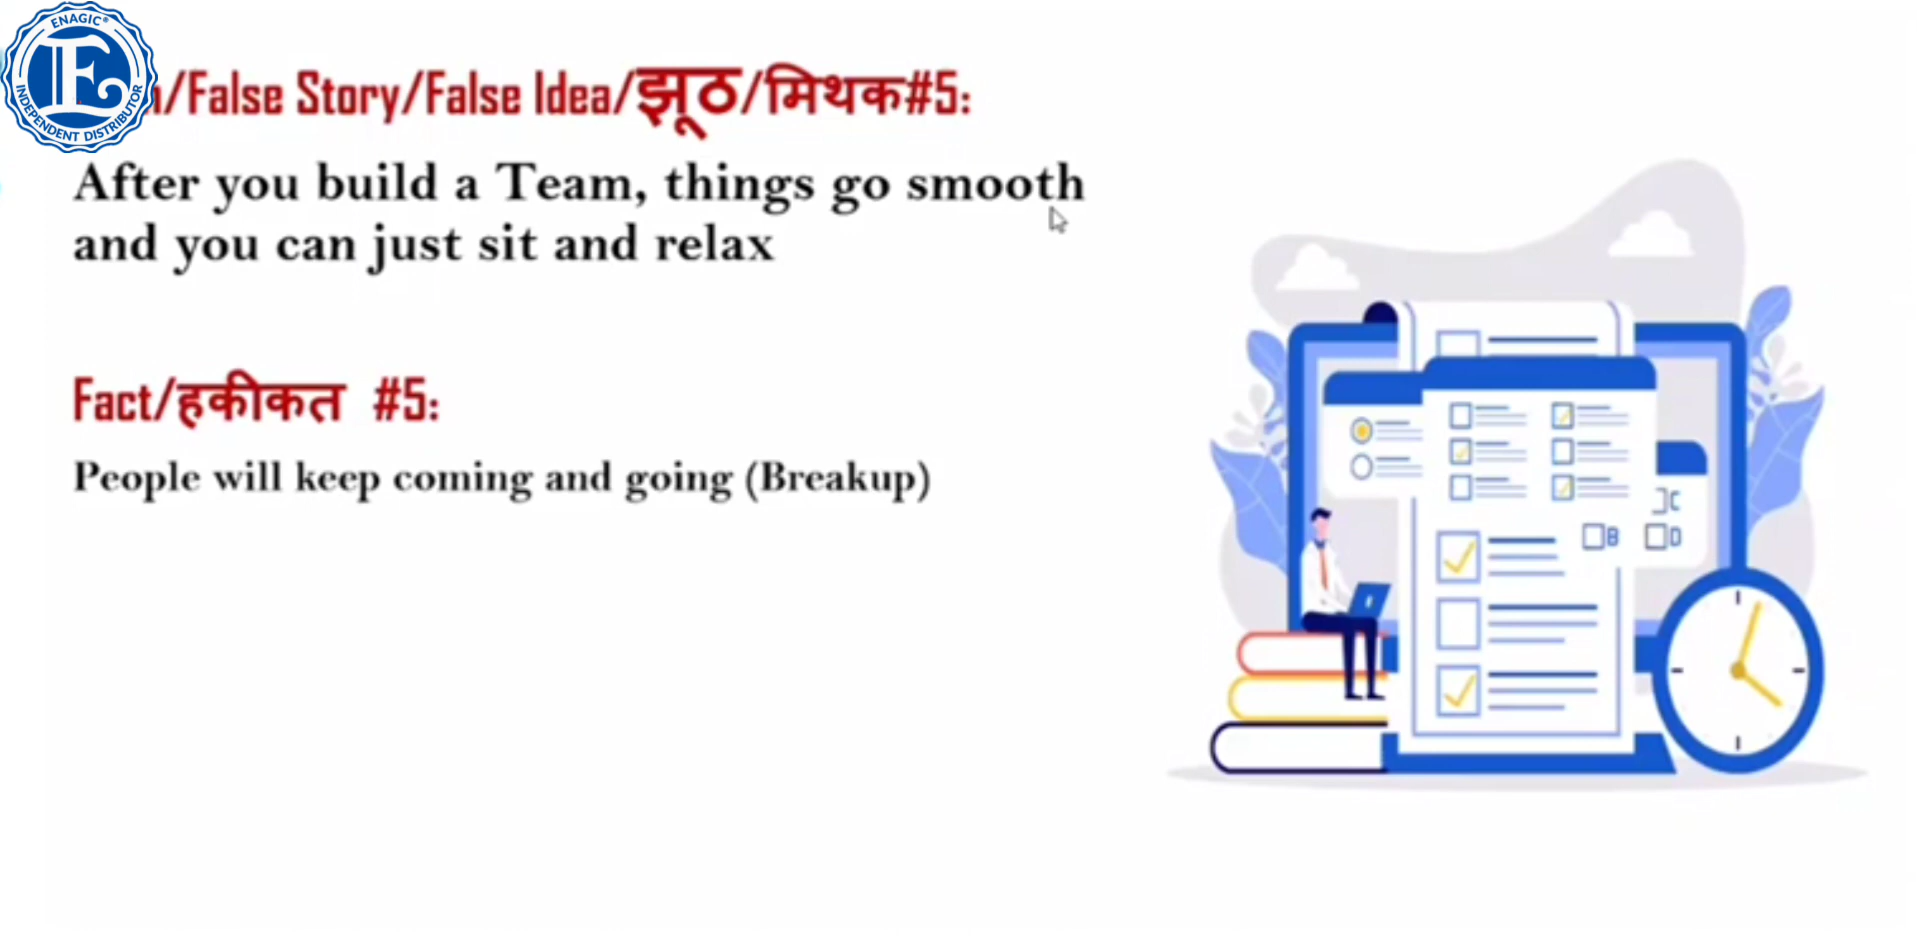 ENAGIC®
E
INDEPENDENT DISTRIBUTOR
/False Story/False Idea/झूठ/मिथक#5:
After you build a Team, things go smooth
and you can just sit and relax
Fact/हकीकत #5:
People will keep coming and going (Breakup)
C
B D